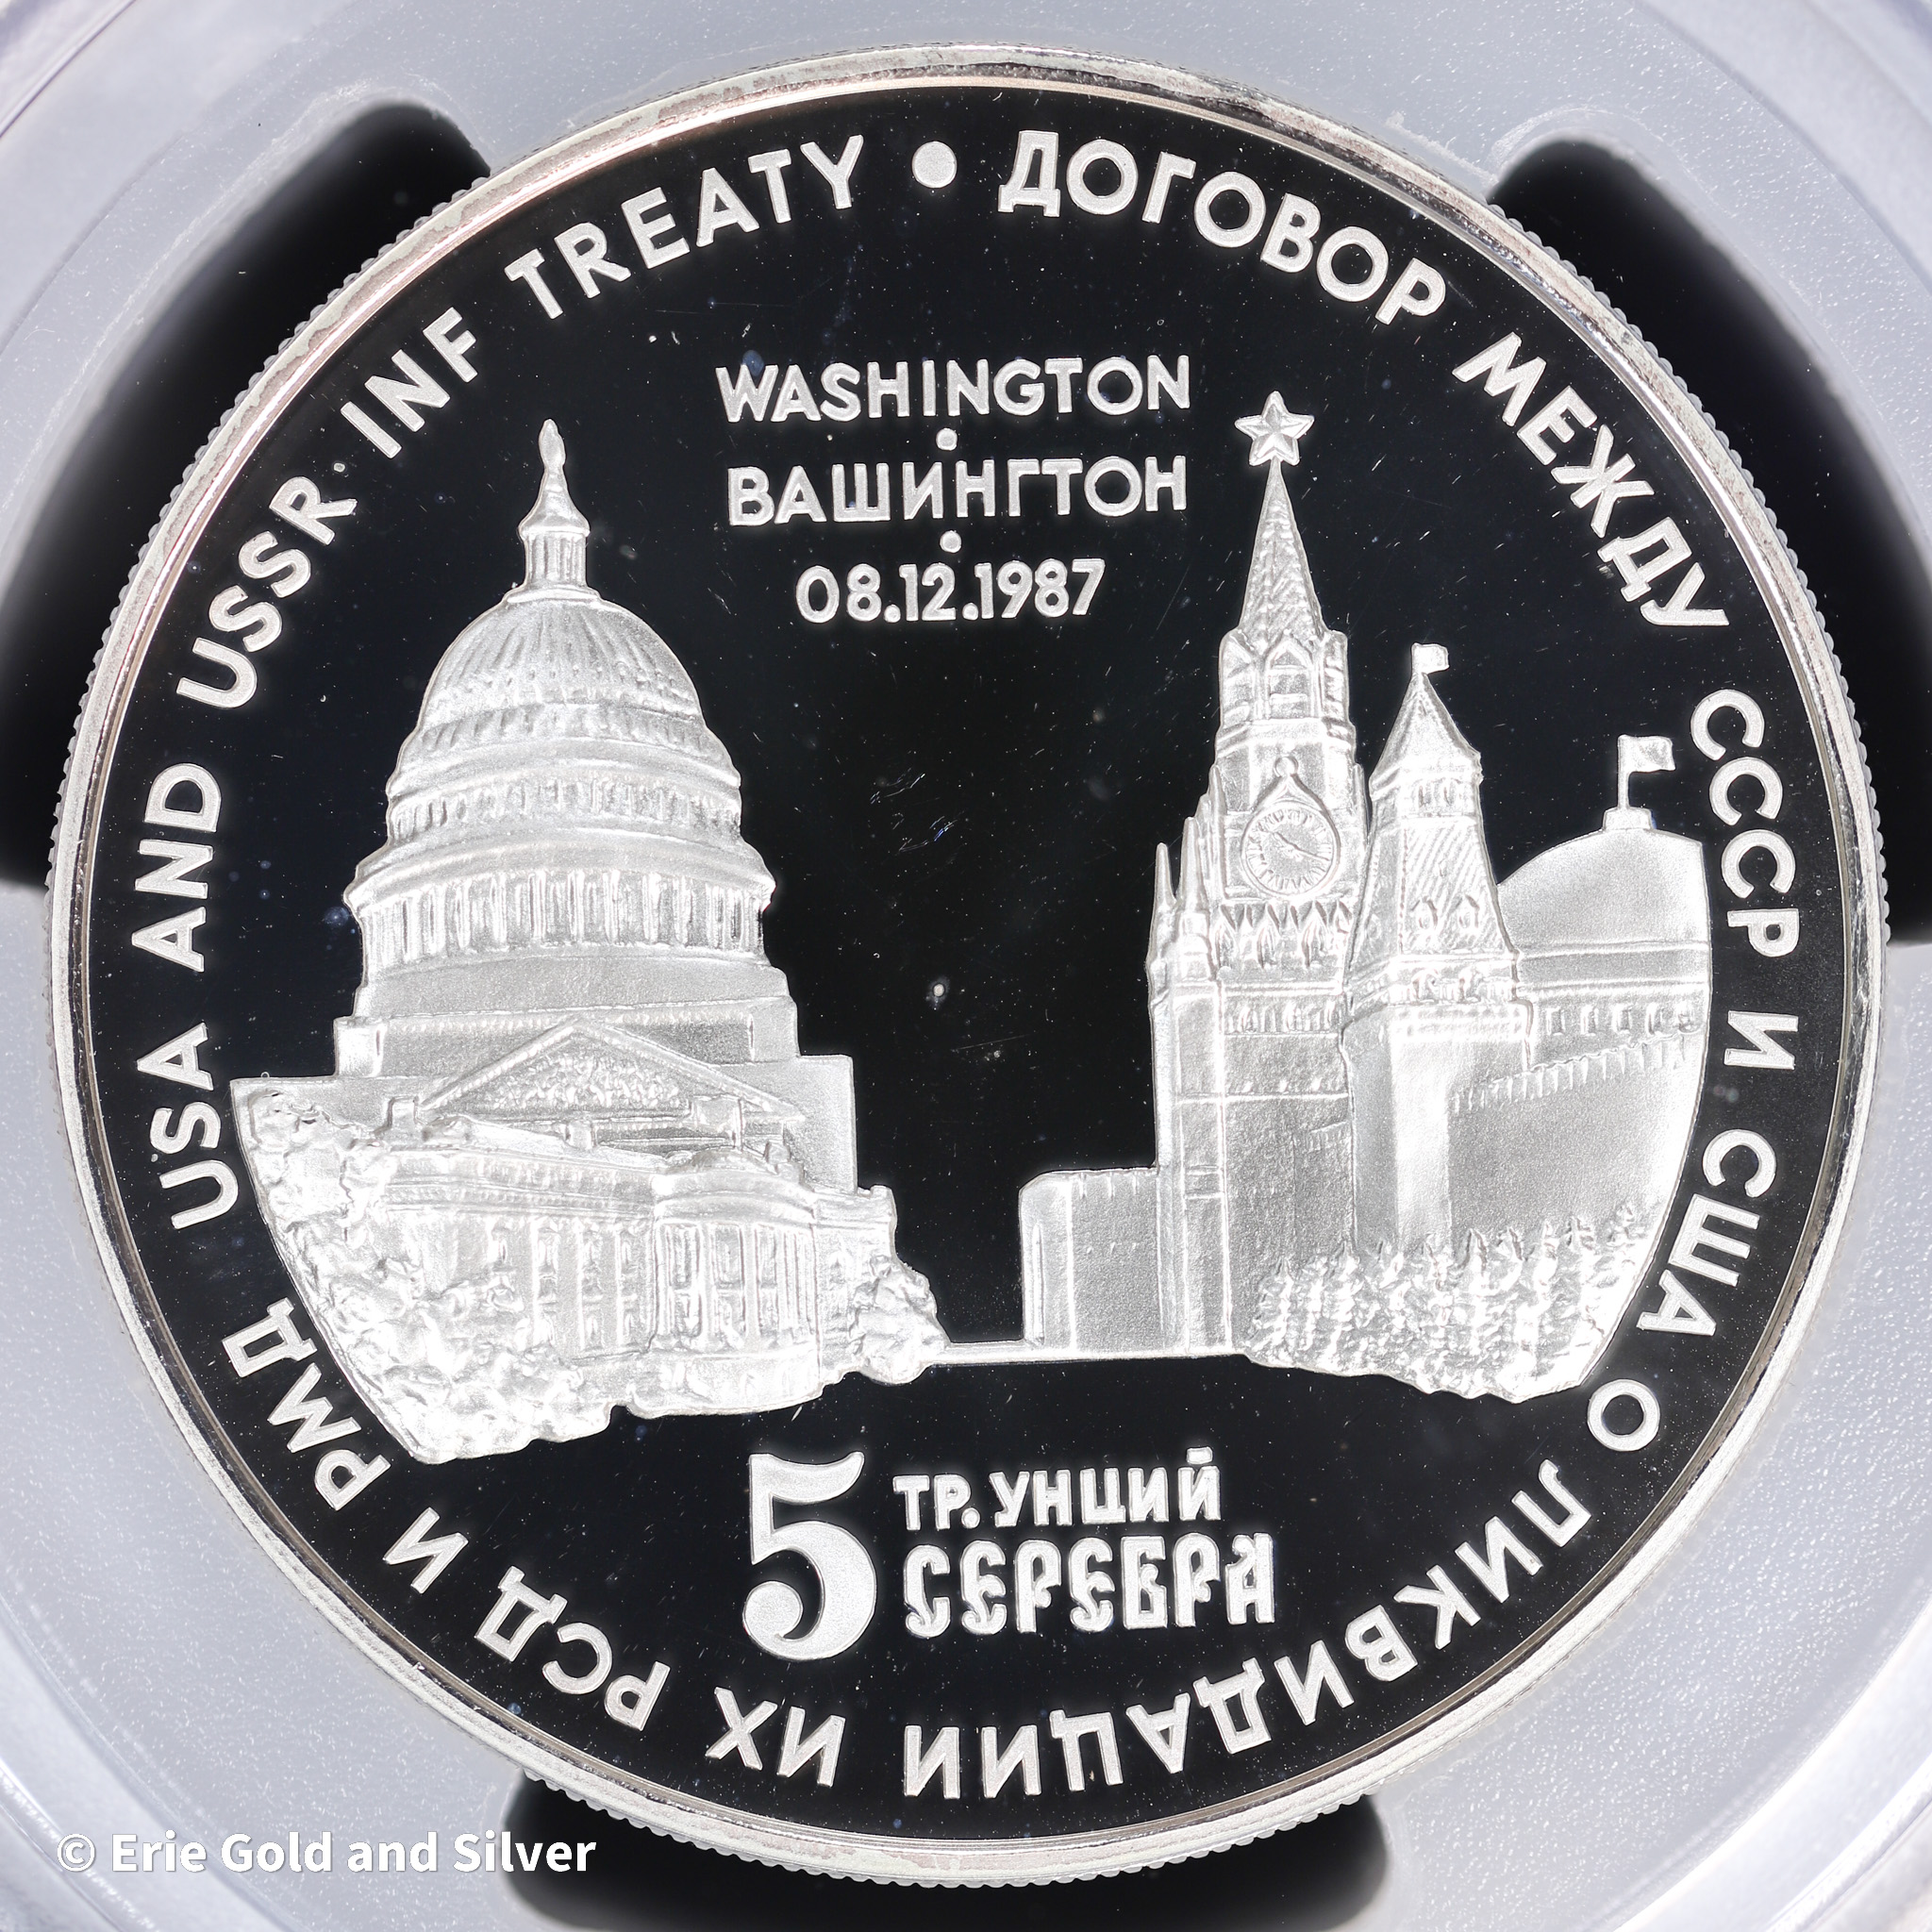 USA AND USSR INF TREATY • ДОГОВОР МЕЖДУ СССР И США О ЛИКВИДАЦИИ ИХ РСД И РМД
WASHINGTON
•
ВАШИНГТОН
•
08.12.1987
5 ТР. УНЦИЙ
СЕРЕБРА
© Erie Gold and Silver